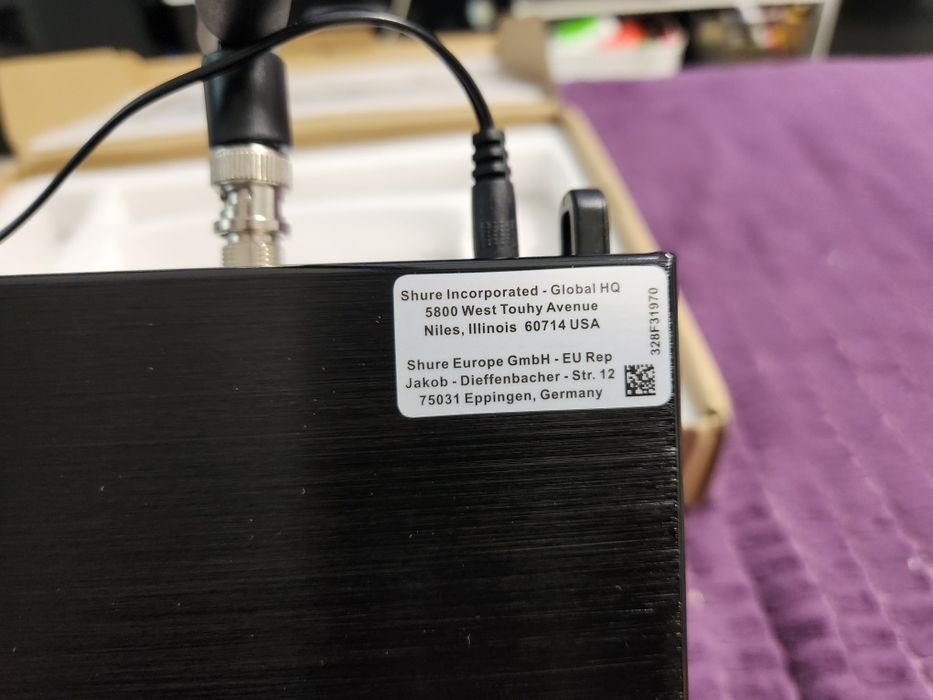 Shure Incorporated - Global HQ
5800 West Touhy Avenue
Niles, Illinois 60714 USA
Shure Europe GmbH - EU Rep
Jakob - Dieffenbacher - Str. 12
75031 Eppingen, Germany
328F31970